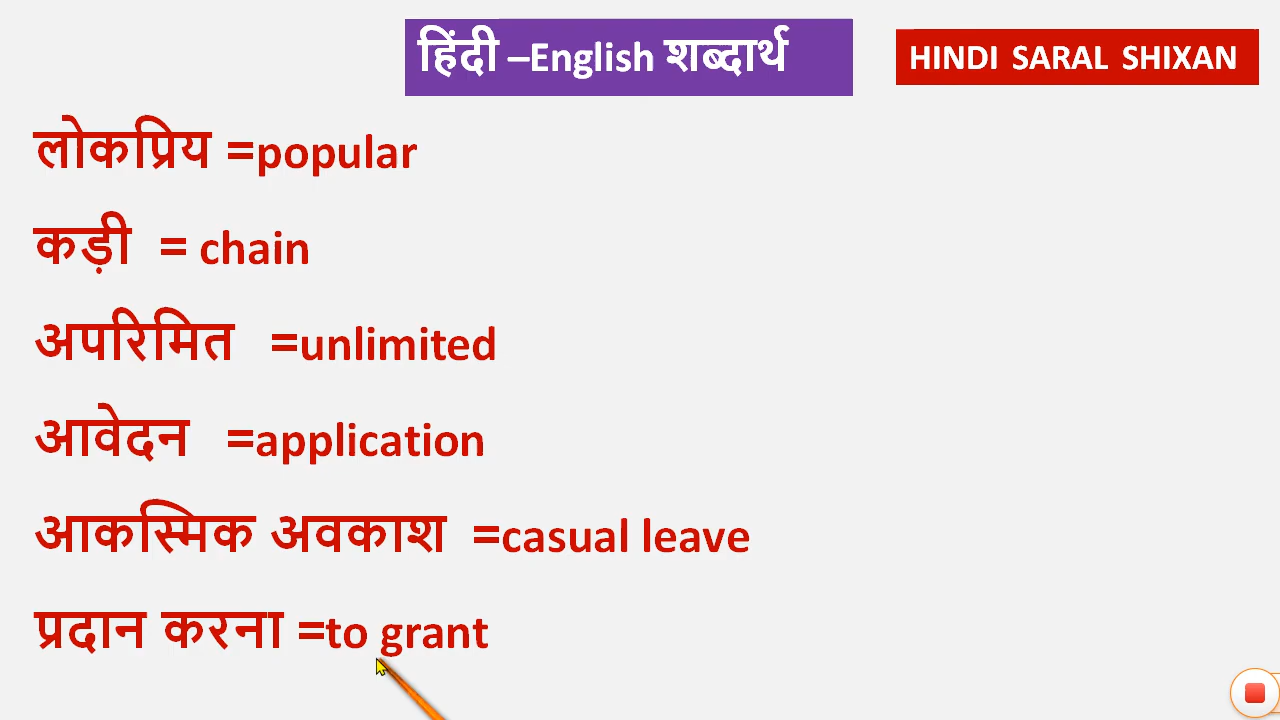 हिंदी –English शब्दार्थ
HINDI SARAL SHIXAN
लोकप्रिय =popular
कड़ी = chain
अपरिमित =unlimited
आवेदन =application
आकस्मिक अवकाश =casual leave
प्रदान करना =to grant